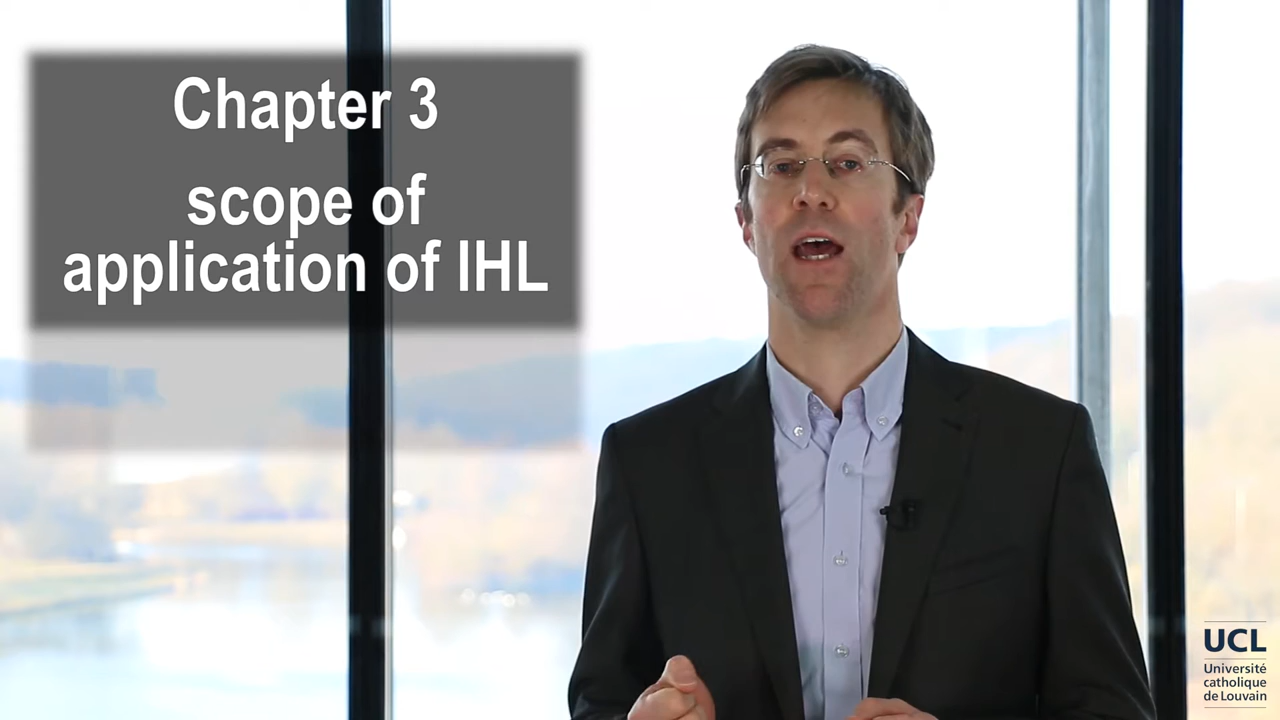 Chapter 3
scope of
application of IHL
UCL
Université
catholique
de Louvain